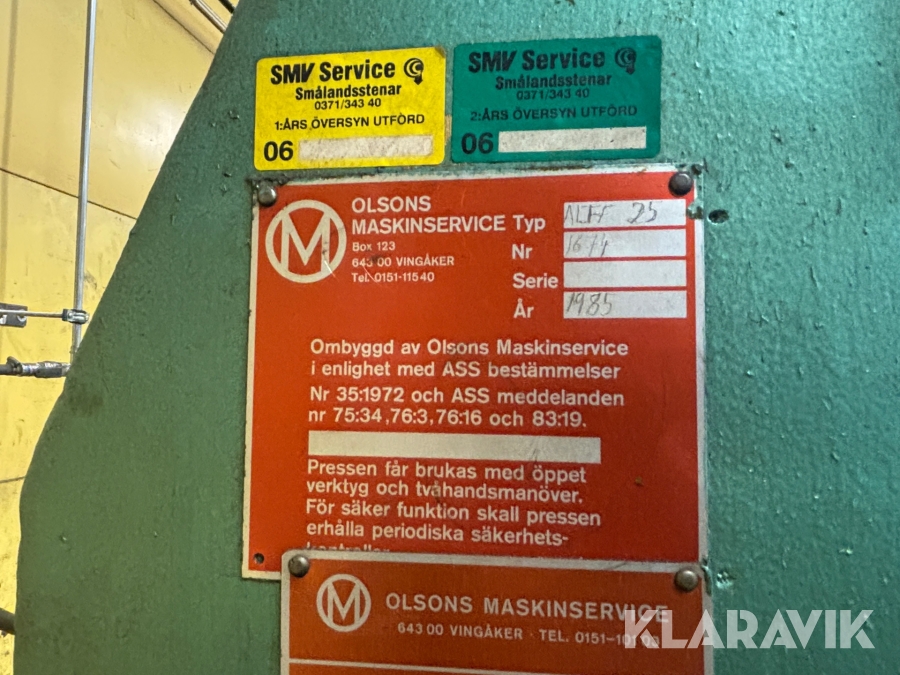 SMV Service
Smålandsstenar
0371/343 40
1:ÅRS ÖVERSYN UTFÖRD
06
SMV Service
Smålandsstenar
0371/343 40
2:ÅRS ÖVERSYN UTFÖRD
06
M
OLSONS
MASKINSERVICE
Box 123
643 00 VINGÅKER
Tel. 0151-115 40
Typ 25
Nr
Serie
År 1985
Ombyggd av Olsons Maskinservice
i enlighet med ASS bestämmelser
Nr 35:1972 och ASS meddelanden
nr 75:34 ,76:3, 76:16 och 83:19.
Pressen får brukas med öppet
verktyg och tvåhandsmanöver.
För säker funktion skall pressen
erhålla periodiska säkerhets-
M
OLSONS MASKINSERVICE
643 00 VINGÅKER · TEL. 0151-101 03
KLARAVIK